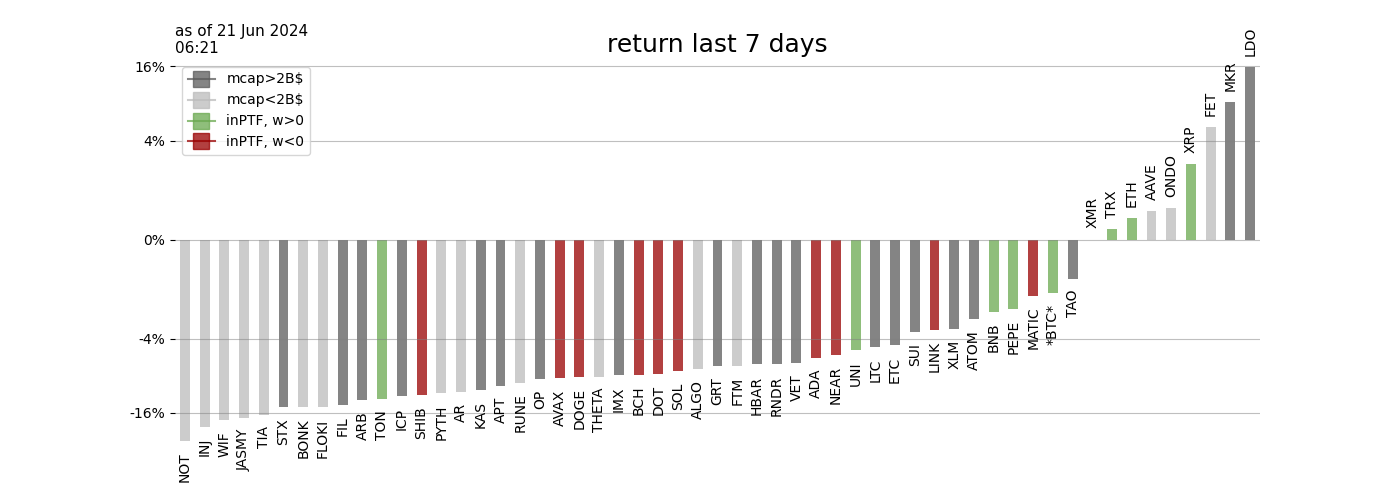 as of 21 Jun 2024
06:21
return last 7 days
mcap>2B$
mcap<2B$
inPTF, w>0
inPTF, w<0
16%
4%
0%
-4%
-16%
NOT
INJ
WIF
JASMY
TIA
STX
BONK
FLOKI
FIL
ARB
TON
ICP
SHIB
PYTH
AR
KAS
APT
RUNE
OP
AVAX
DOGE
THETA
IMX
BCH
DOT
SOL
ALGO
GRT
FTM
HBAR
RNDR
VET
ADA
NEAR
UNI
LTC
ETC
SUI
LINK
XLM
ATOM
BNB
PEPE
MATIC
*BTC*
TAO
XMR
TRX
ETH
AAVE
ONDO
XRP
FET
MKR
LDO